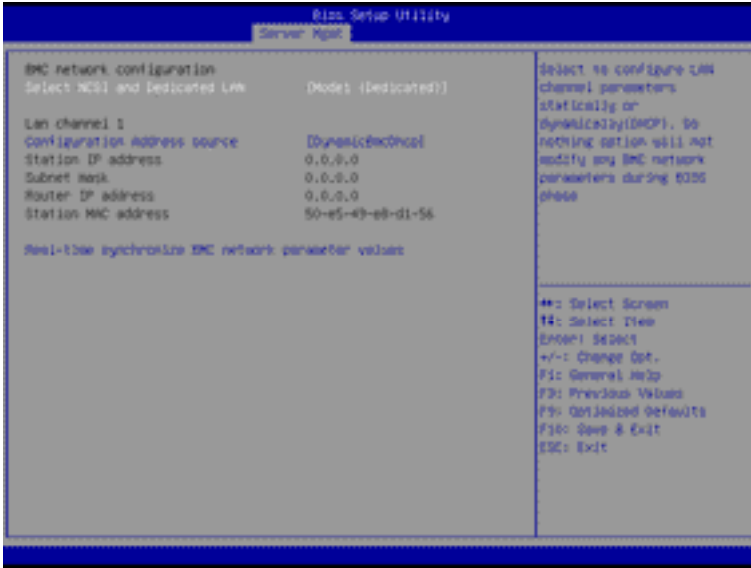 Bios Setup Utility
Server Mgmt
BMC network configuration
Select NCSI and Dedicated LAN [Mode1 (Dedicated)]
Lan channel 1
Configuration Address source [DynamicBmcDhcp]
Station IP address 0.0.0.0
Subnet mask 0.0.0.0
Router IP address 0.0.0.0
Station MAC address 50-e5-49-e8-d1-56
Real-time synchronize BMC network parameter values
Select to configure LAN
channel parameters
statically or
dynamically(DHCP). Do
nothing option will not
modify any BMC network
parameters during BIOS
phase
: Select Screen
: Select Item
Enter: Select
+/-: Change Opt.
F1: General Help
F3: Previous Values
F9: Optimized Defaults
F10: Save & Exit
ESC: Exit